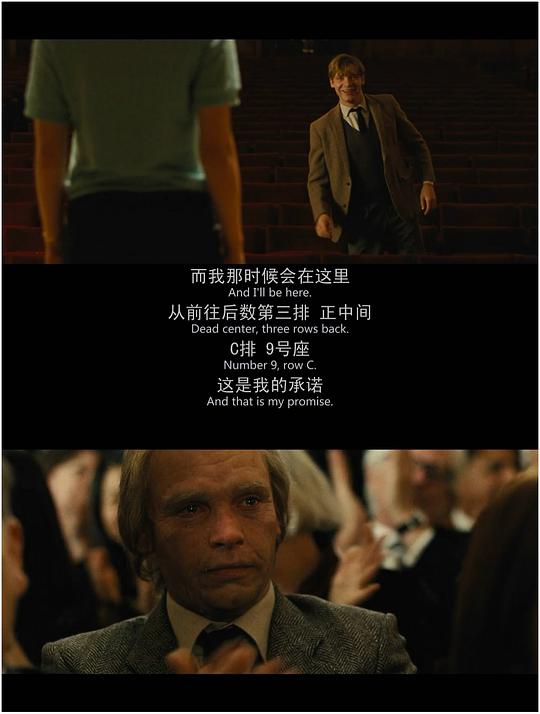 而我那时候会在这里
And I'll be here.
从前往后数第三排 正中间
Dead center, three rows back.
C排 9号座
Number 9, row C.
这是我的承诺
And that is my promise.